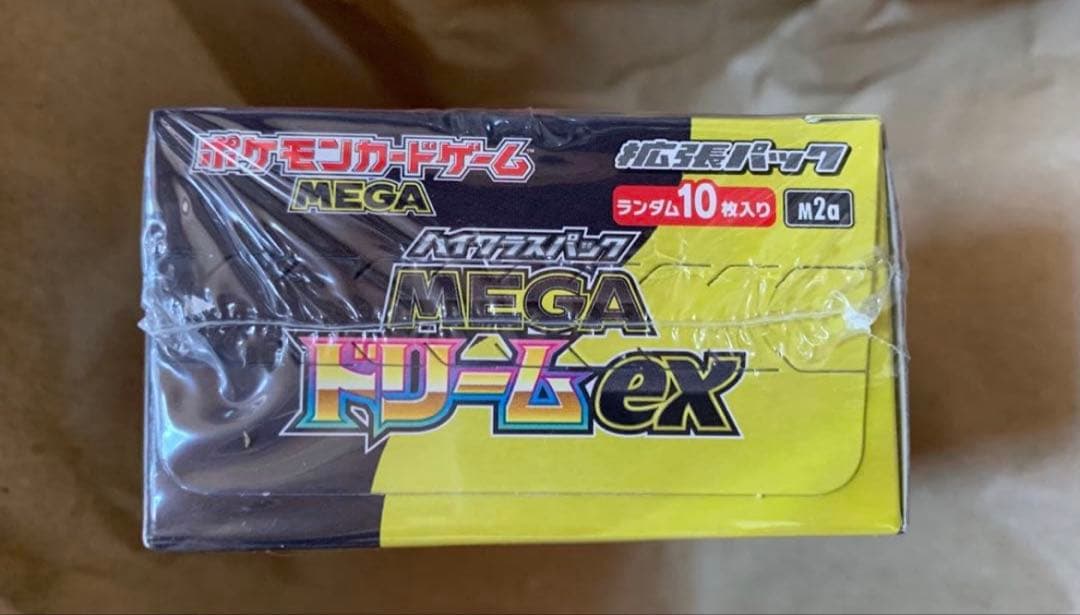 ポケモンカードゲーム™
MEGA
拡張パック
ランダム10枚入り
M2a
ハイクラスパック
MEGA
ドリームex